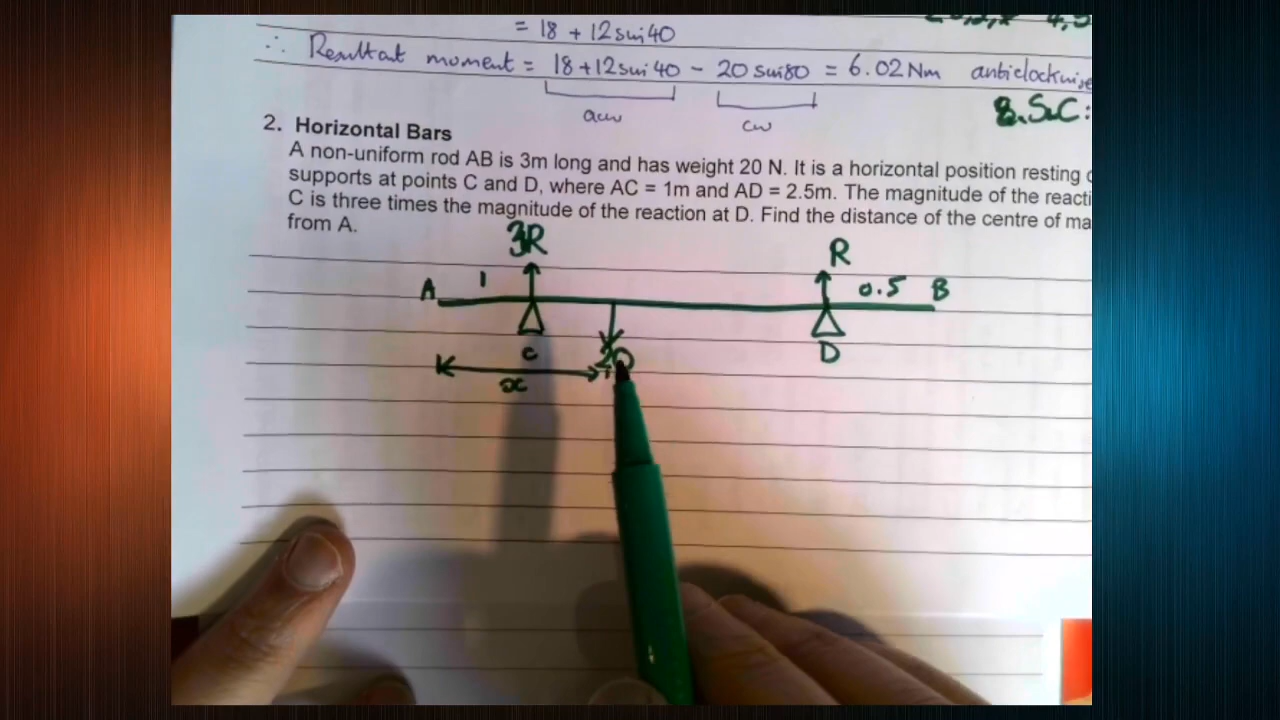 = 18 + 12 sin 40
∴ Resultant moment = 18 + 12 sin 40 - 20 sin 80 = 6.02 Nm anticlockwise
acw cw
8. SuC:
2. Horizontal Bars
A non-uniform rod AB is 3m long and has weight 20 N. It is a horizontal position resting
supports at points C and D, where AC = 1m and AD = 2.5m. The magnitude of the reacti
C is three times the magnitude of the reaction at D. Find the distance of the centre of ma
from A.
3R R
A 1 0.5 B
C D
x 20